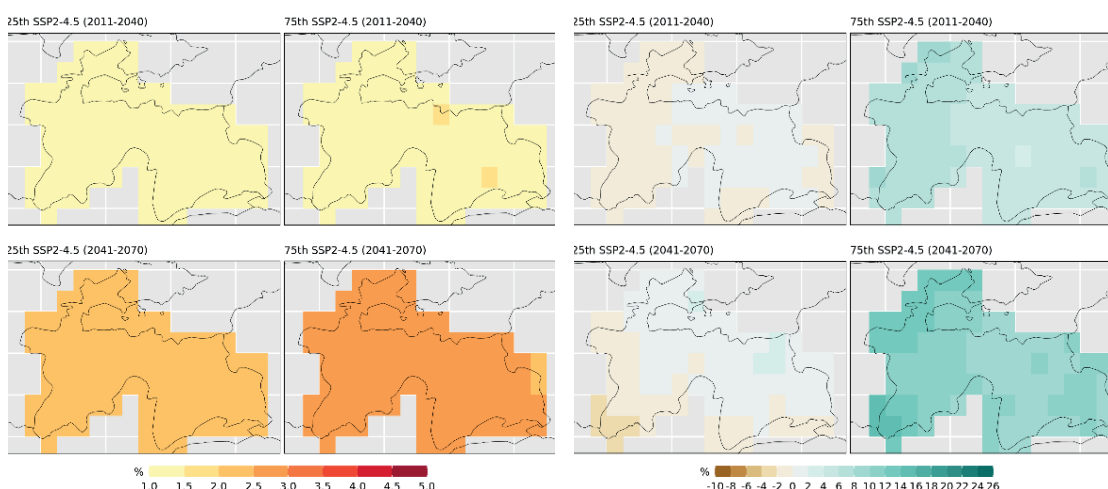 25th SSP2-4.5 (2011-2040)
75th SSP2-4.5 (2011-2040)
25th SSP2-4.5 (2011-2040)
75th SSP2-4.5 (2011-2040)
25th SSP2-4.5 (2041-2070)
75th SSP2-4.5 (2041-2070)
25th SSP2-4.5 (2041-2070)
75th SSP2-4.5 (2041-2070)
%
1.0 1.5 2.0 2.5 3.0 3.5 4.0 4.5 5.0
%
-10 -8 -6 -4 -2 0 2 4 6 8 10 12 14 16 18 20 22 24 26